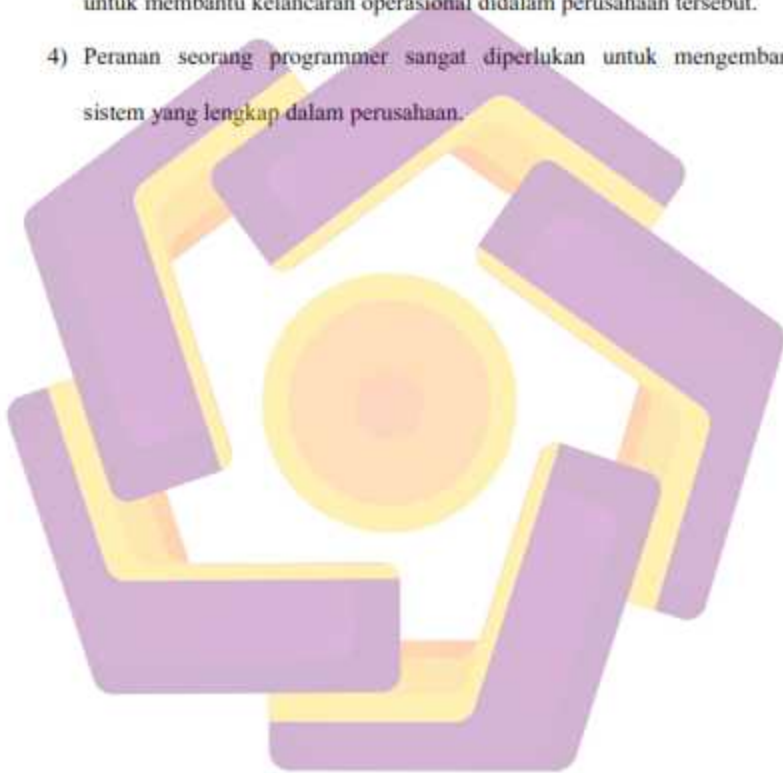 untuk membantu kelancaran operasional didalam perusahaan tersebut.
4) Peranan seorang programmer sangat diperlukan untuk
sistem yang lengkap dalam perusahaan.